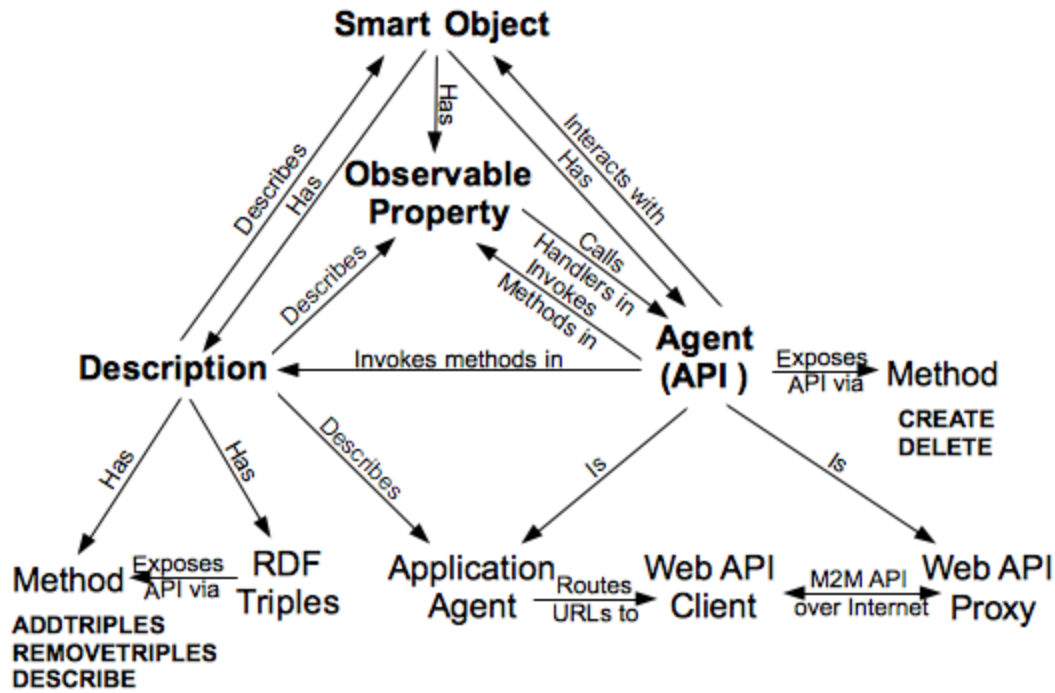 Smart Object
Describes
Has
Has
Has
Interacts with
Observable
Property
Calls
Handlers in
Invokes
Methods in
Describes
Description
Invokes methods in
Agent
(API )
Exposes
API via
Method
CREATE
DELETE
Has
Has
Describes
Is
Is
Method
Exposes
API via
RDF
Triples
Application
Agent
Routes
URLs to
Web API
Client
M2M API
over Internet
Web API
Proxy
ADDTRIPLES
REMOVETRIPLES
DESCRIBE